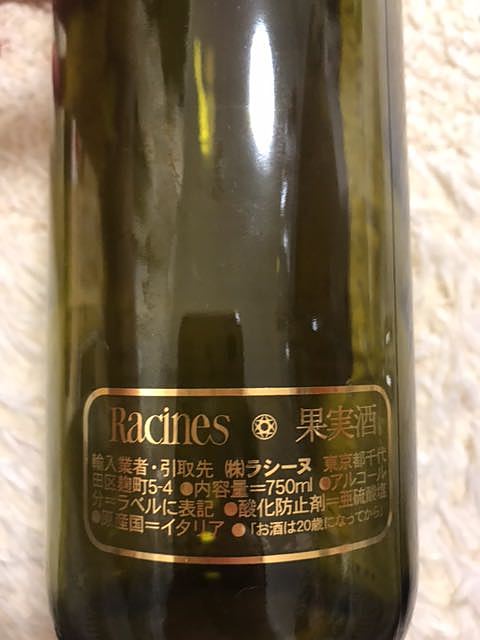 Racines 果実酒
輸入業者・引取先 ㈱ラシーヌ 東京都千代
田区麹町5-4 ●内容量=750ml ●アルコール
分=ラベルに表記 ●酸化防止剤=亜硫酸塩
●原産国=イタリア ●「お酒は20歳になってから」